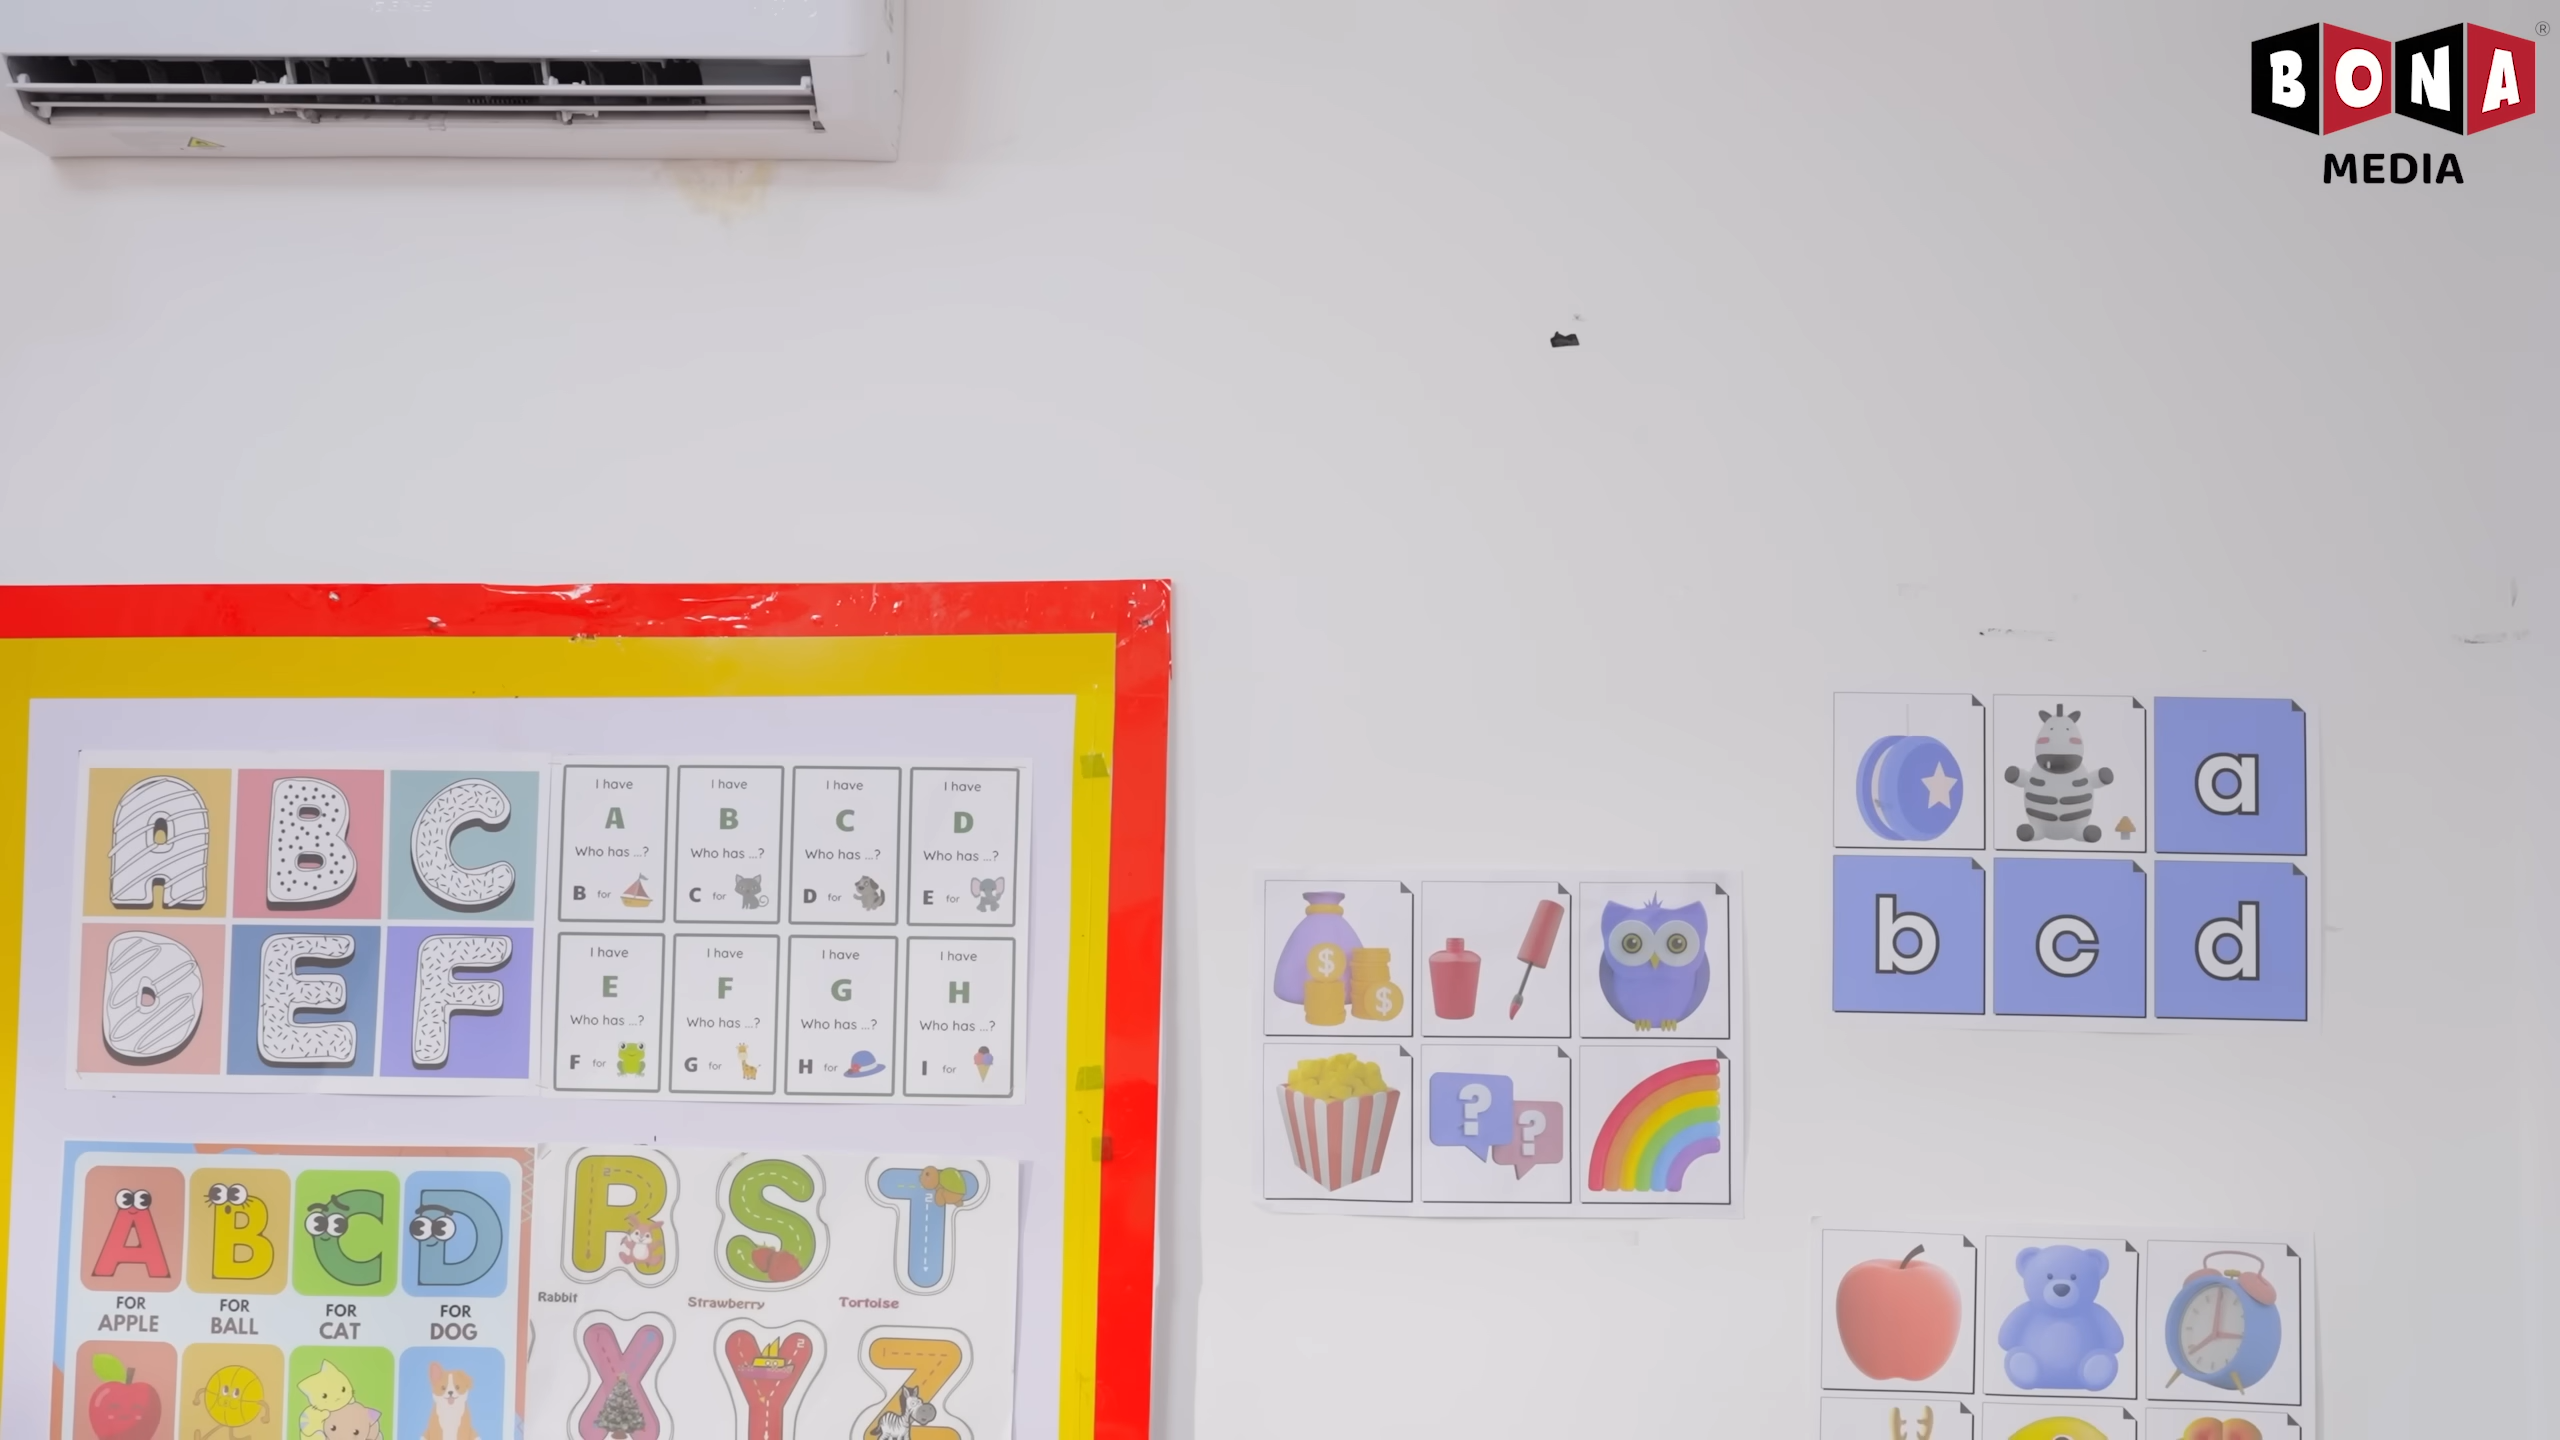 BONA
®
MEDIA
A B C
D E F
I have
A
Who has ...?
B for
I have
B
Who has ...?
C for
I have
C
Who has ...?
D for
I have
D
Who has ...?
E for
I have
E
Who has ...?
F for
I have
F
Who has ...?
G for
I have
G
Who has ...?
H for
I have
H
Who has ...?
I for
A
FOR
APPLE
B
FOR
BALL
C
FOR
CAT
D
FOR
DOG
R
Rabbit
S
Strawberry
T
Tortoise
X Y Z
$
$
? ?
a
b c d